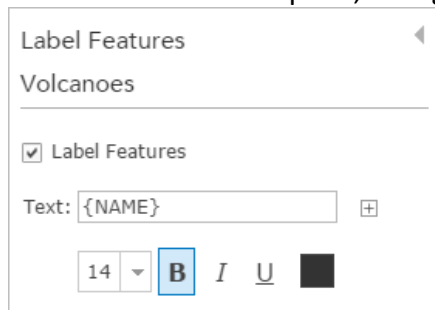 Label Features
Volcanoes
Label Features
Text: {NAME}
14 B I U